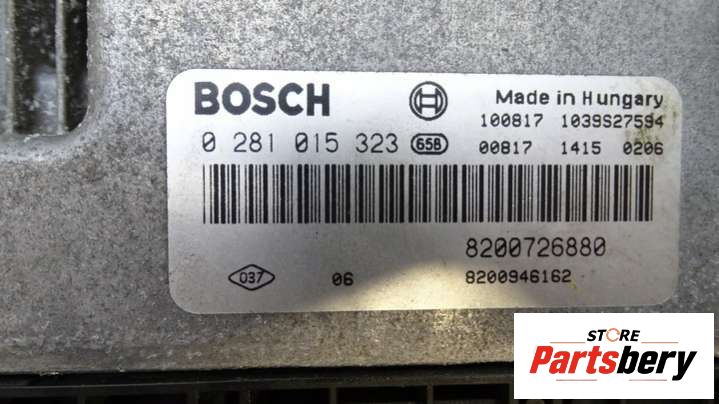 BOSCH Made in Hungary
100817 1039S27594
0 281 015 323 65B 00817 1415 0206
8200726880
037 06 8200946162
STORE
Partsbery